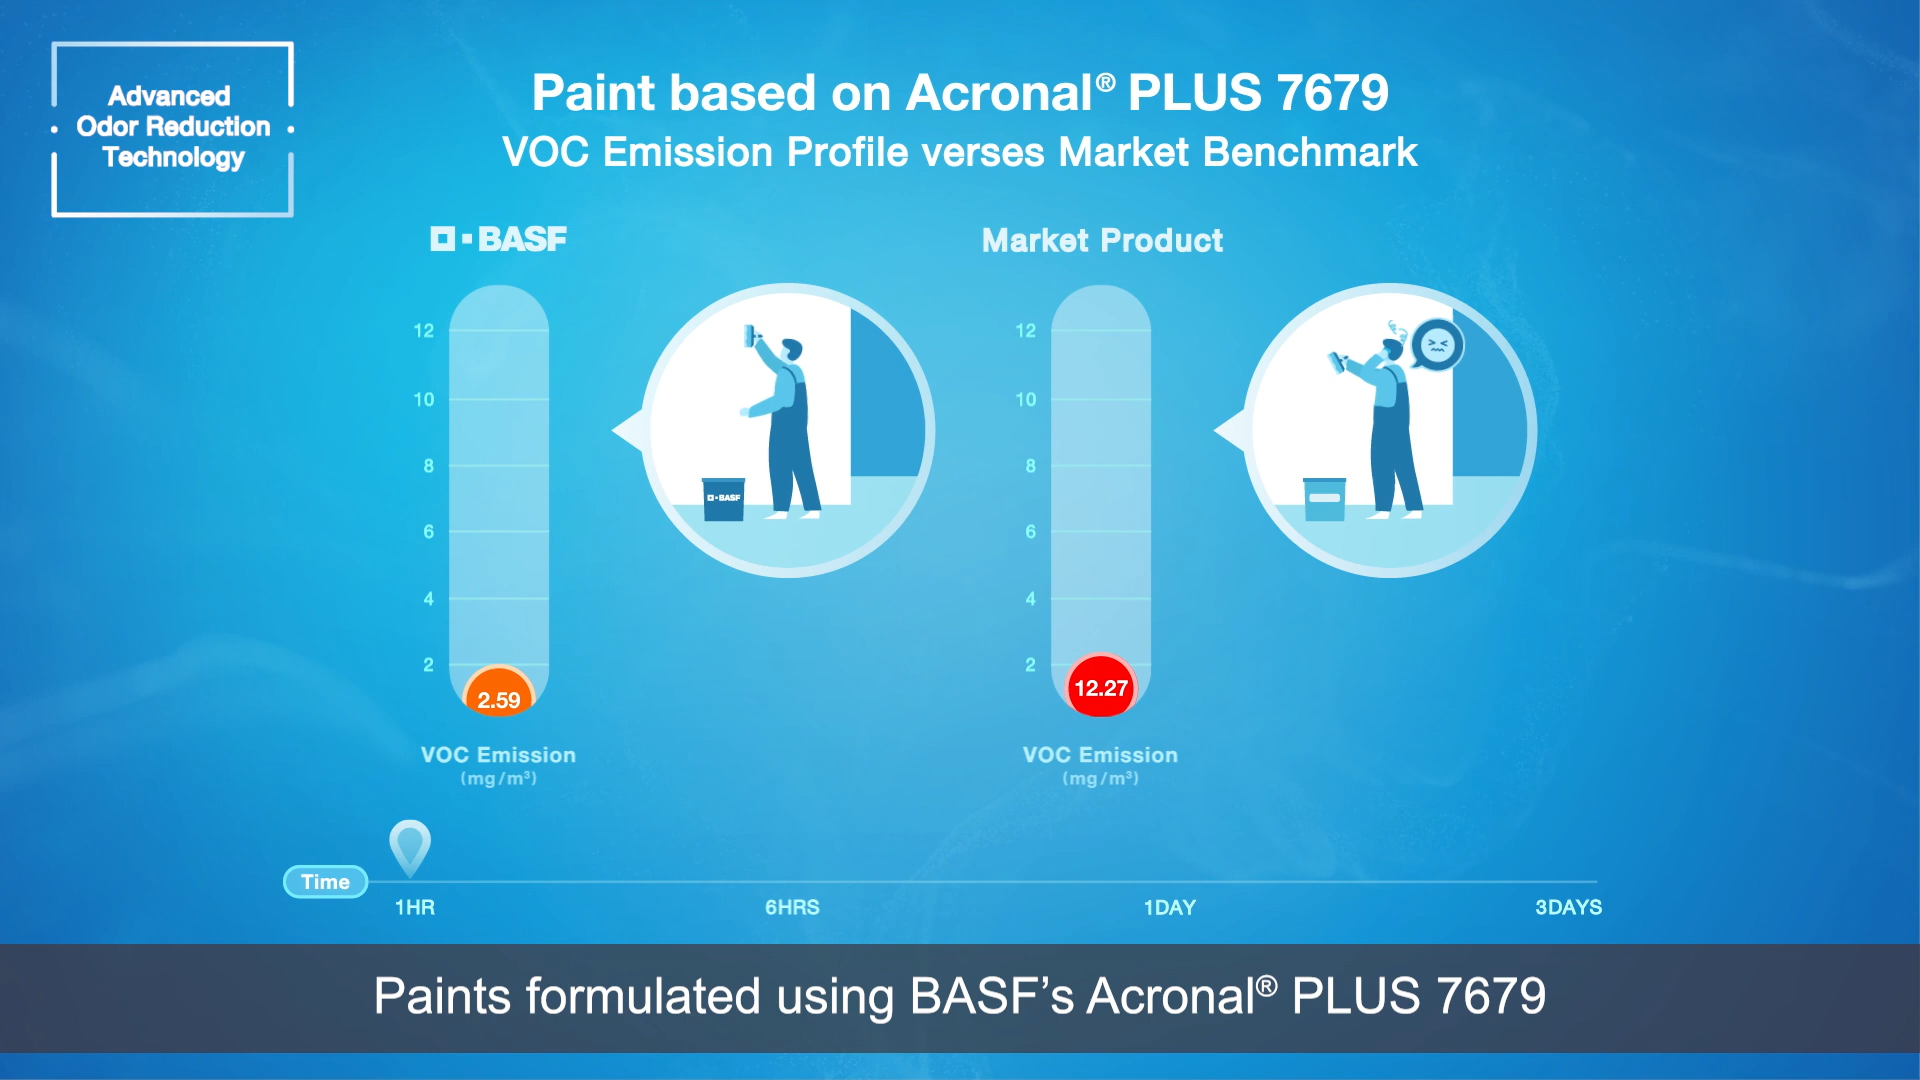 Advanced
Odor Reduction
Technology
Paint based on Acronal® PLUS 7679
VOC Emission Profile verses Market Benchmark
BASF
Market Product
12
10
8
6
4
2
2.59
VOC Emission
(mg/m³)
BASF
12
10
8
6
4
2
12.27
VOC Emission
(mg/m³)
Time
1HR
6HRS
1DAY
3DAYS
Paints formulated using BASF’s Acronal® PLUS 7679